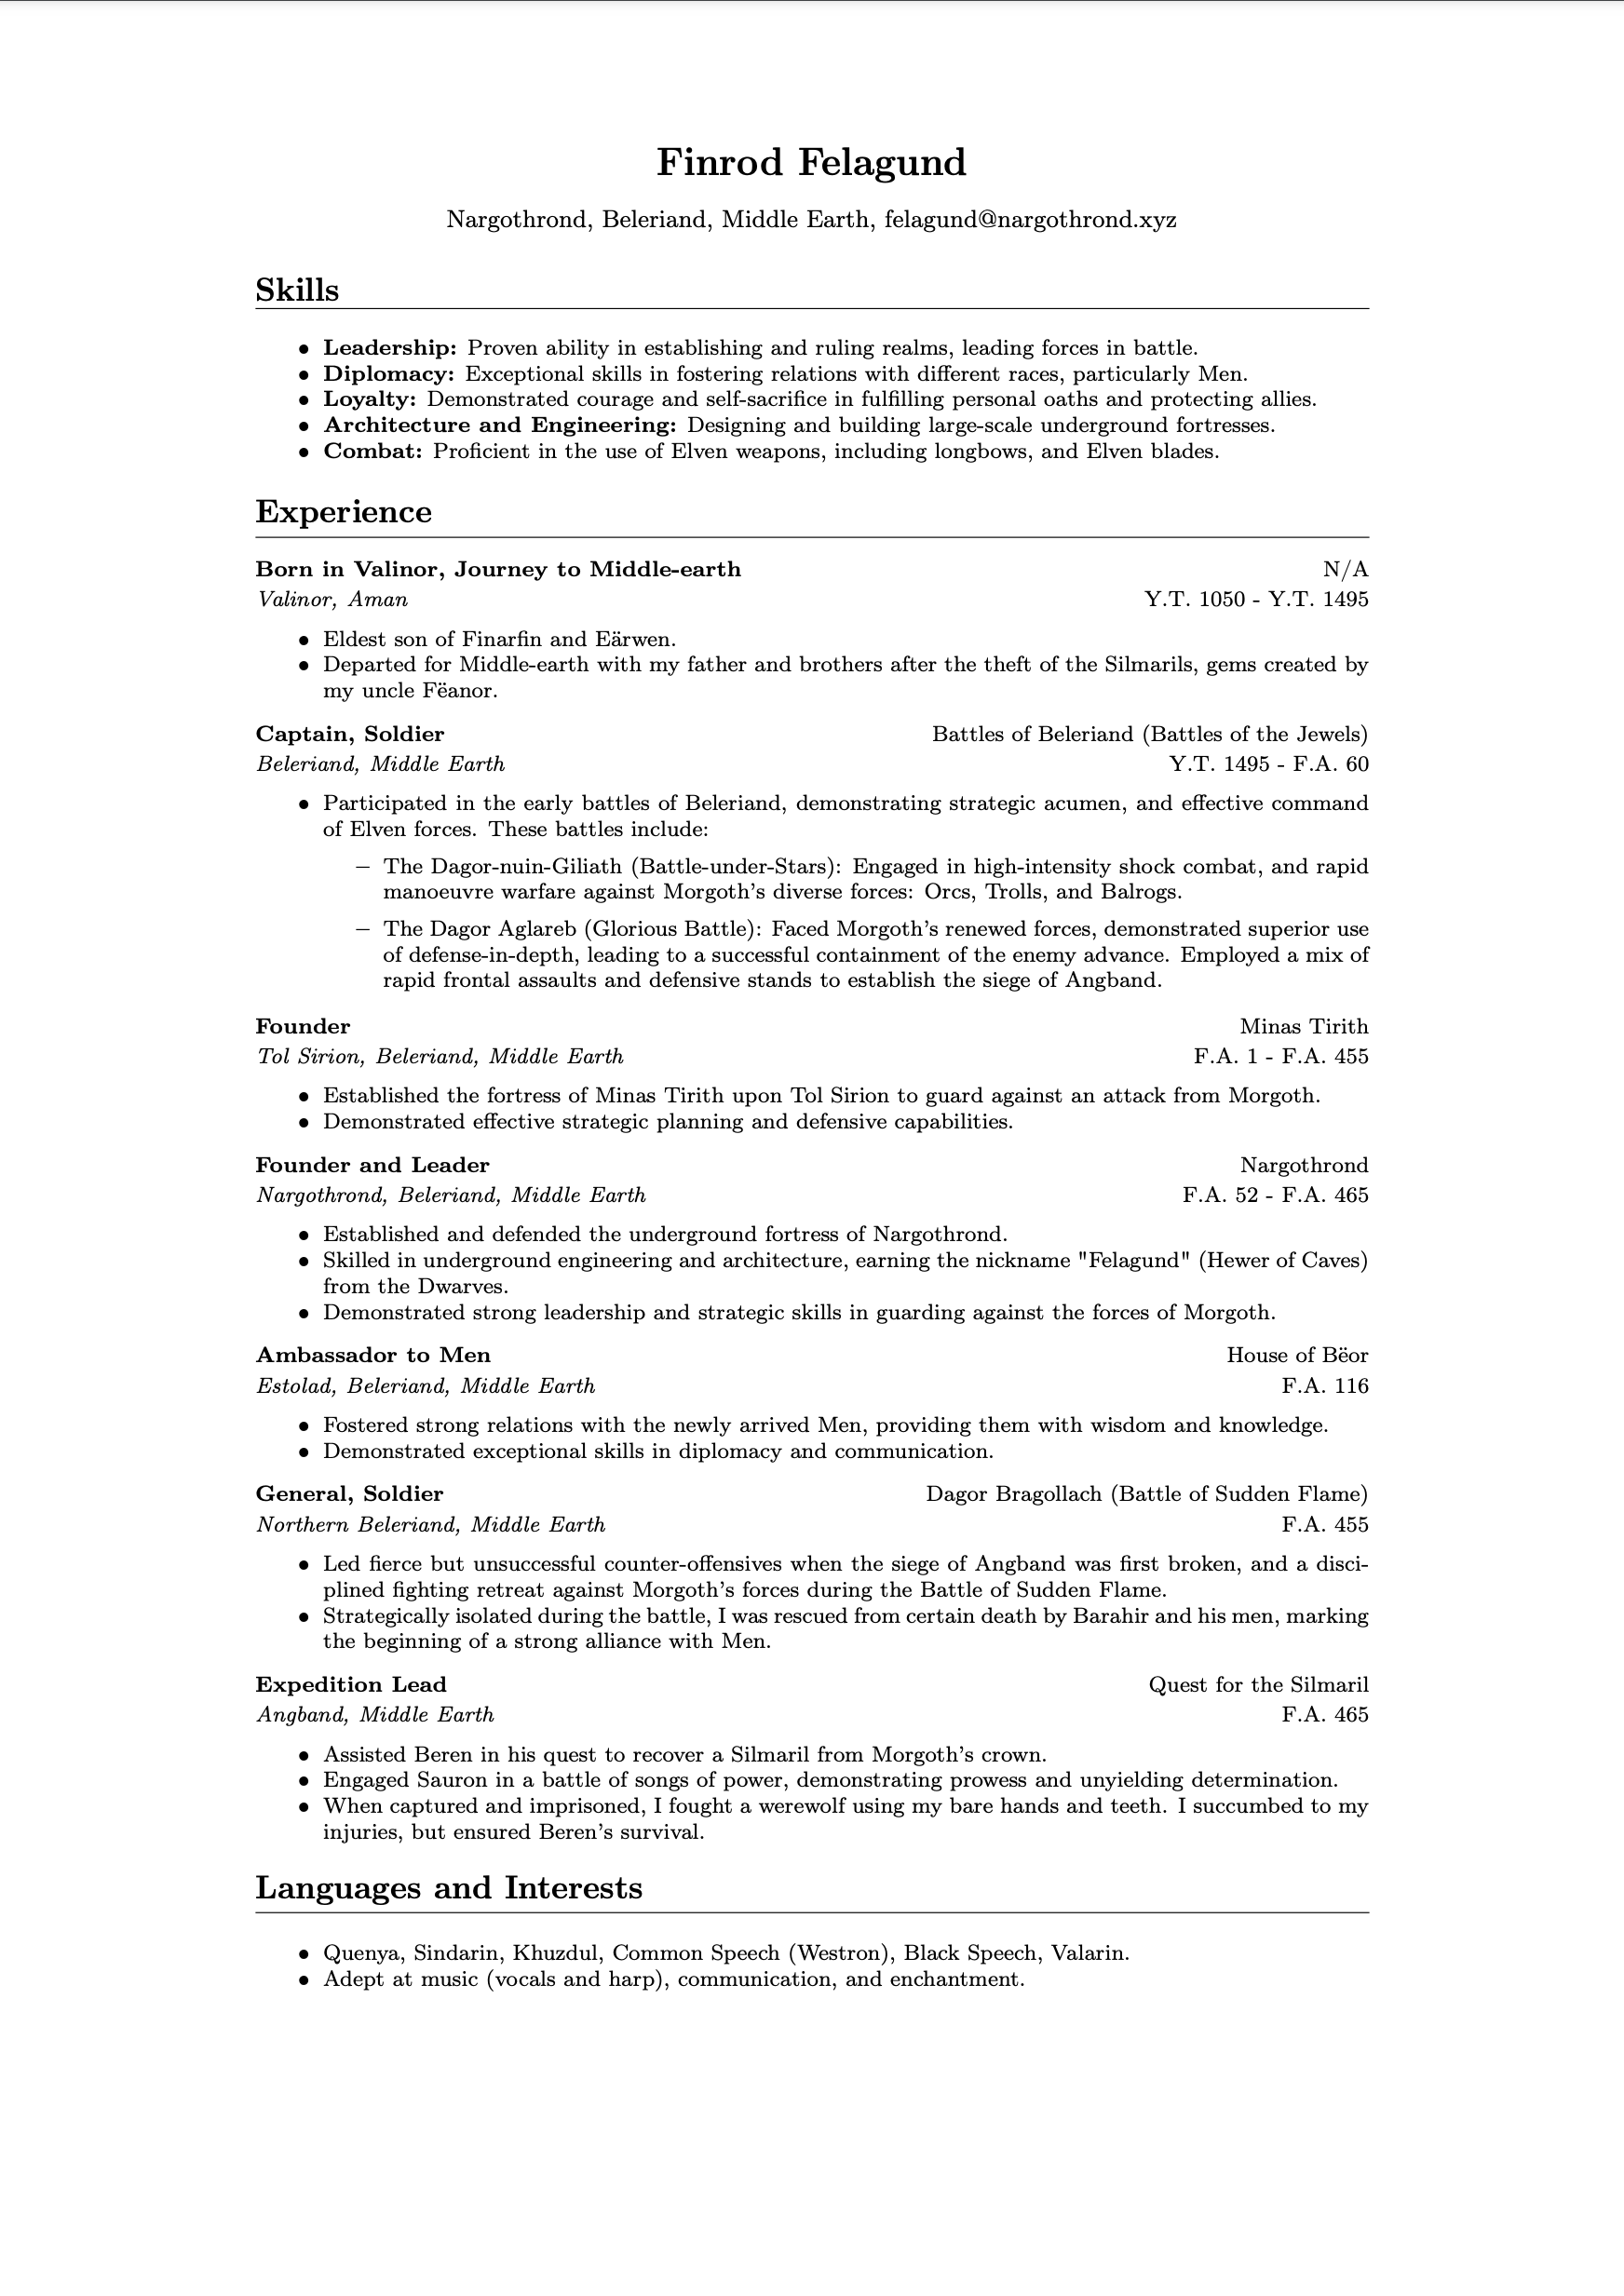 Finrod Felagund
Nargothrond, Beleriand, Middle Earth, felagund@nargothrond.xyz
Skills
• Leadership: Proven ability in establishing and ruling realms, leading forces in battle.
• Diplomacy: Exceptional skills in fostering relations with different races, particularly Men.
• Loyalty: Demonstrated courage and self-sacrifice in fulfilling personal oaths and protecting allies.
• Architecture and Engineering: Designing and building large-scale underground fortresses.
• Combat: Proficient in the use of Elven weapons, including longbows, and Elven blades.
Experience
Born in Valinor, Journey to Middle-earth N/A
Valinor, Aman Y.T. 1050 - Y.T. 1495
• Eldest son of Finarfin and Eärwen.
• Departed for Middle-earth with my father and brothers after the theft of the Silmarils, gems created by
my uncle Fëanor.
Captain, Soldier Battles of Beleriand (Battles of the Jewels)
Beleriand, Middle Earth Y.T. 1495 - F.A. 60
• Participated in the early battles of Beleriand, demonstrating strategic acumen, and effective command
of Elven forces. These battles include:
– The Dagor-nuin-Giliath (Battle-under-Stars): Engaged in high-intensity shock combat, and rapid
manoeuvre warfare against Morgoth's diverse forces: Orcs, Trolls, and Balrogs.
– The Dagor Aglareb (Glorious Battle): Faced Morgoth's renewed forces, demonstrated superior use
of defense-in-depth, leading to a successful containment of the enemy advance. Employed a mix of
rapid frontal assaults and defensive stands to establish the siege of Angband.
Founder Minas Tirith
Tol Sirion, Beleriand, Middle Earth F.A. 1 - F.A. 455
• Established the fortress of Minas Tirith upon Tol Sirion to guard against an attack from Morgoth.
• Demonstrated effective strategic planning and defensive capabilities.
Founder and Leader Nargothrond
Nargothrond, Beleriand, Middle Earth F.A. 52 - F.A. 465
• Established and defended the underground fortress of Nargothrond.
• Skilled in underground engineering and architecture, earning the nickname "Felagund" (Hewer of Caves)
from the Dwarves.
• Demonstrated strong leadership and strategic skills in guarding against the forces of Morgoth.
Ambassador to Men House of Bëor
Estolad, Beleriand, Middle Earth F.A. 116
• Fostered strong relations with the newly arrived Men, providing them with wisdom and knowledge.
• Demonstrated exceptional skills in diplomacy and communication.
General, Soldier Dagor Bragollach (Battle of Sudden Flame)
Northern Beleriand, Middle Earth F.A. 455
• Led fierce but unsuccessful counter-offensives when the siege of Angband was first broken, and a disci-
plined fighting retreat against Morgoth's forces during the Battle of Sudden Flame.
• Strategically isolated during the battle, I was rescued from certain death by Barahir and his men, marking
the beginning of a strong alliance with Men.
Expedition Lead Quest for the Silmaril
Angband, Middle Earth F.A. 465
• Assisted Beren in his quest to recover a Silmaril from Morgoth's crown.
• Engaged Sauron in a battle of songs of power, demonstrating prowess and unyielding determination.
• When captured and imprisoned, I fought a werewolf using my bare hands and teeth. I succumbed to my
injuries, but ensured Beren's survival.
Languages and Interests
• Quenya, Sindarin, Khuzdul, Common Speech (Westron), Black Speech, Valarin.
• Adept at music (vocals and harp), communication, and enchantment.